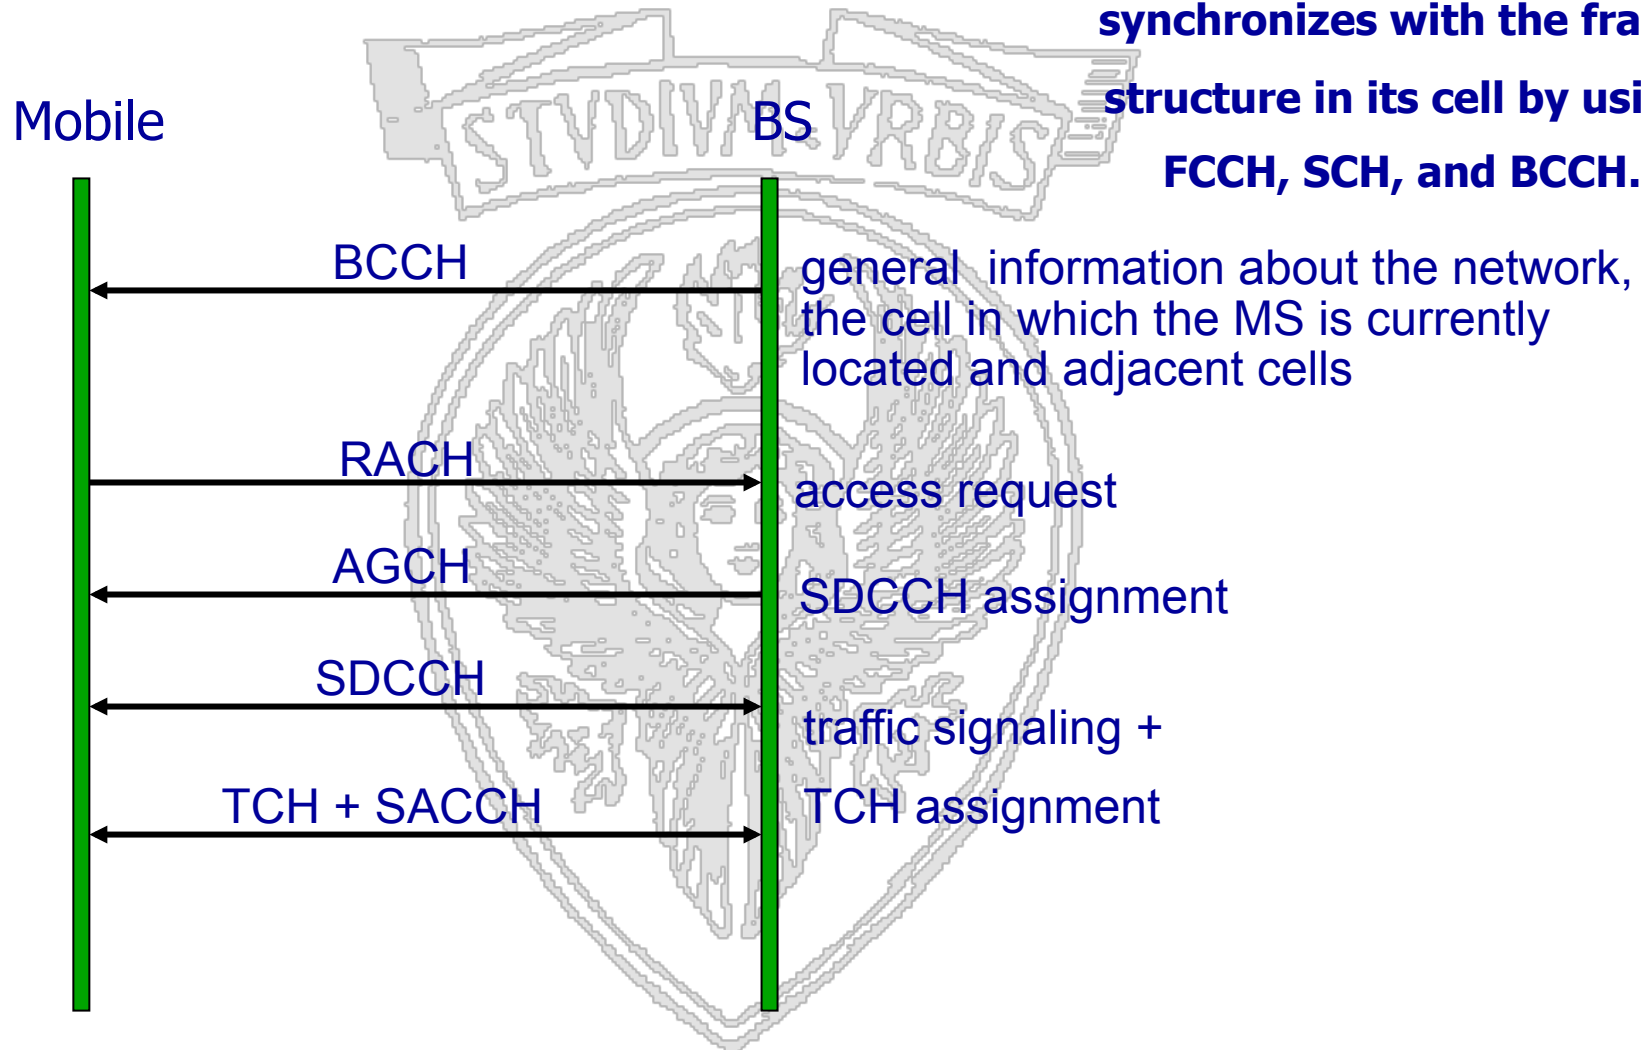 synchronizes with the fra
structure in its cell by usi
FCCH, SCH, and BCCH.
STVDIVM VRBIS
Mobile
BS
BCCH
general information about the network,
the cell in which the MS is currently
located and adjacent cells
RACH
access request
AGCH
SDCCH assignment
SDCCH
traffic signaling +
TCH + SACCH
TCH assignment